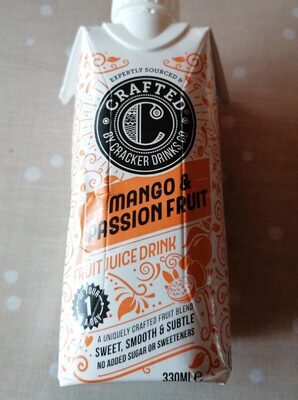 EXPERTLY SOURCED &
CRAFTED
C
BY CRACKER DRINKS CO
MANGO &
PASSION FRUIT
FRUIT JUICE DRINK
1
A UNIQUELY CRAFTED FRUIT BLEND
SWEET, SMOOTH & SUBTLE
NO ADDED SUGAR OR SWEETENERS
330ML e